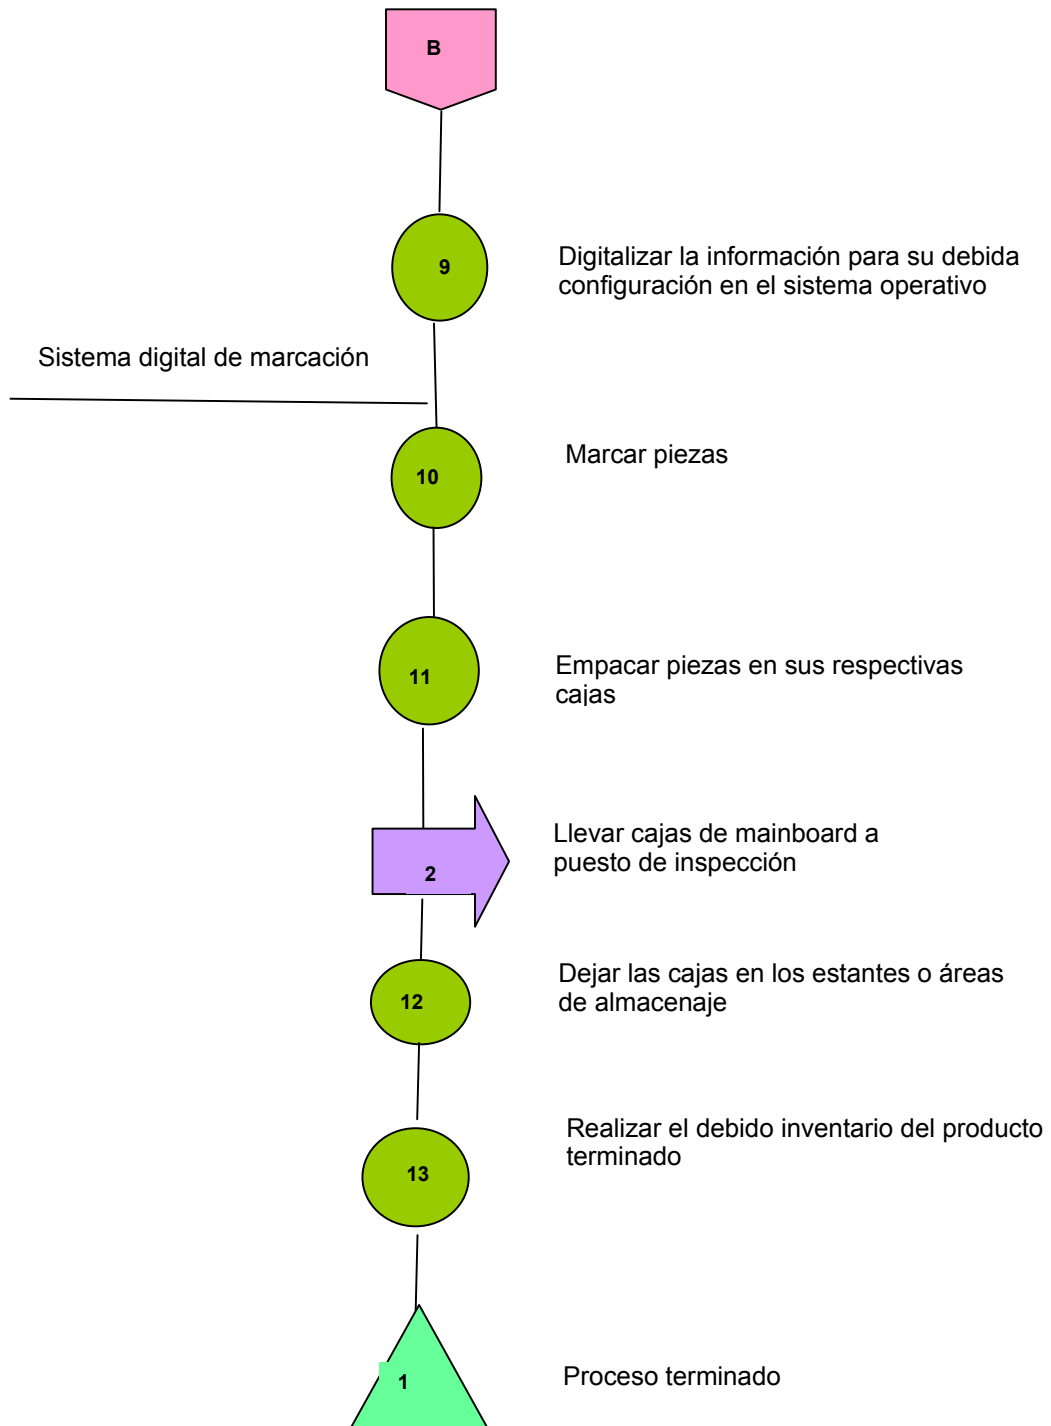 B
9
Digitalizar la información para su debida
configuración en el sistema operativo
Sistema digital de marcación
10
Marcar piezas
11
Empacar piezas en sus respectivas
cajas
2
Llevar cajas de mainboard a
puesto de inspección
12
Dejar las cajas en los estantes o áreas
de almacenaje
13
Realizar el debido inventario del producto
terminado
1
Proceso terminado